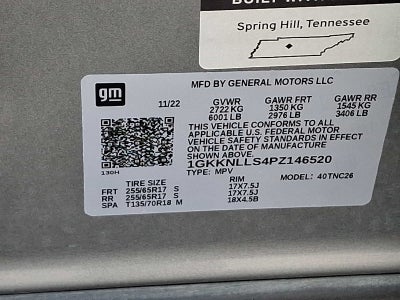 Spring Hill, Tennessee
gm
MFD BY GENERAL MOTORS LLC
11/22 GVWR GAWR FRT GAWR RR
2722 KG 1350 KG 1545 KG
6001 LB 2976 LB 3406 LB
THIS VEHICLE CONFORMS TO ALL
APPLICABLE U.S. FEDERAL MOTOR
VEHICLE SAFETY STANDARDS IN EFFECT
ON THE DATE OF MANUFACTURE
SHOWN ABOVE.
1GKKNLLS4PZ146520
130H TYPE: MPV MODEL: 40TNC26
TIRE SIZE RIM
FRT 255/65R17 S 17X7.5J
RR 255/65R17 S 17X7.5J
SPA T135/70R18 M 18X4.5B